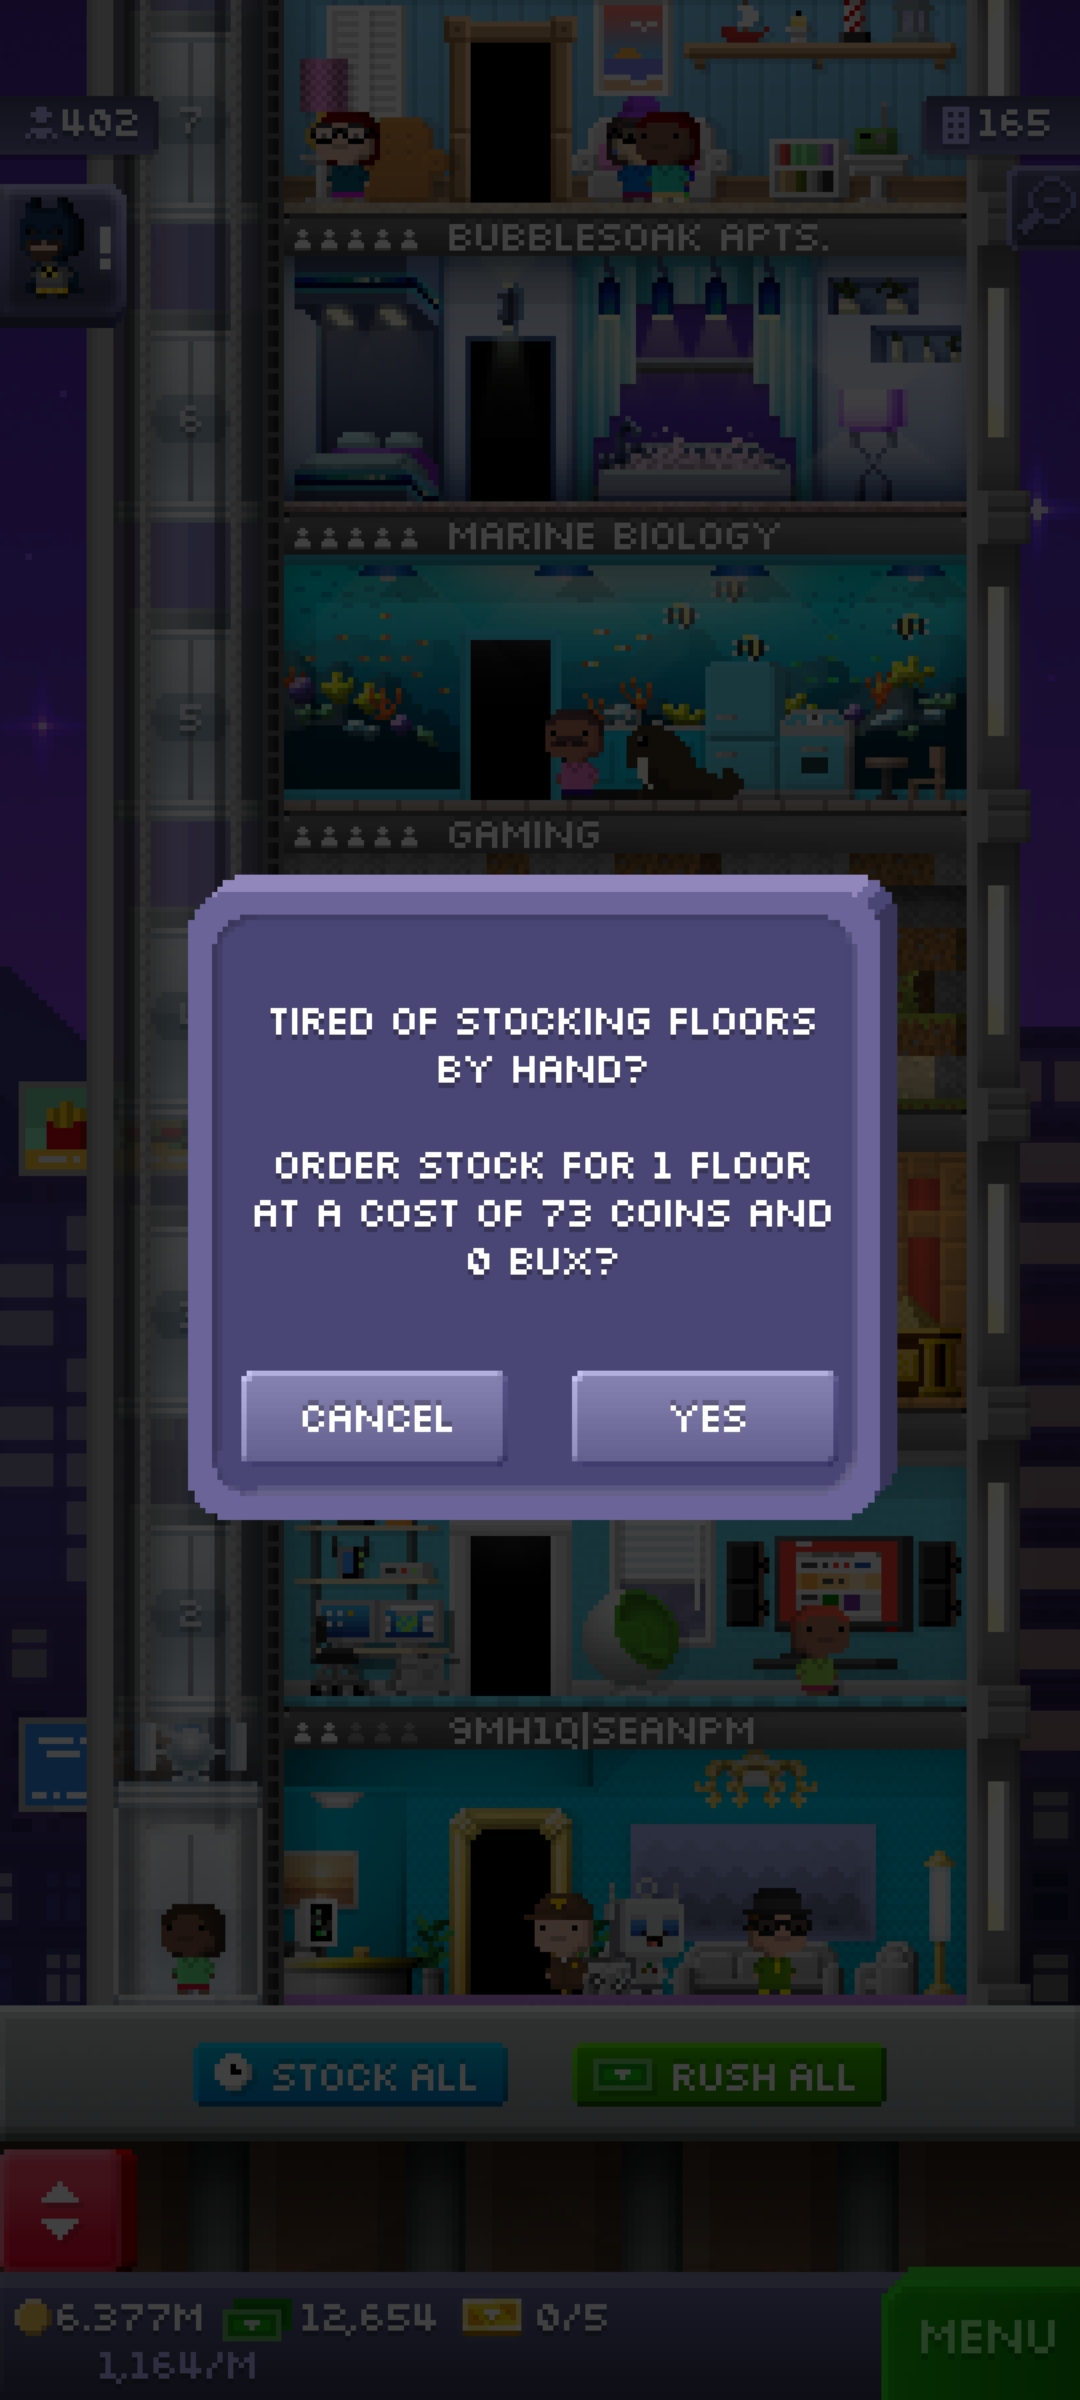 402
7
165
!
BUBBLESOAK APTS.
6
MARINE BIOLOGY
5
GAMING
TIRED OF STOCKING FLOORS
BY HAND?
ORDER STOCK FOR 1 FLOOR
AT A COST OF 73 COINS AND
0 BUX?
CANCEL
YES
2
9MH1Q|SEANPM
STOCK ALL
RUSH ALL
6.377M
12,654
0/5
1,164/M
MENU